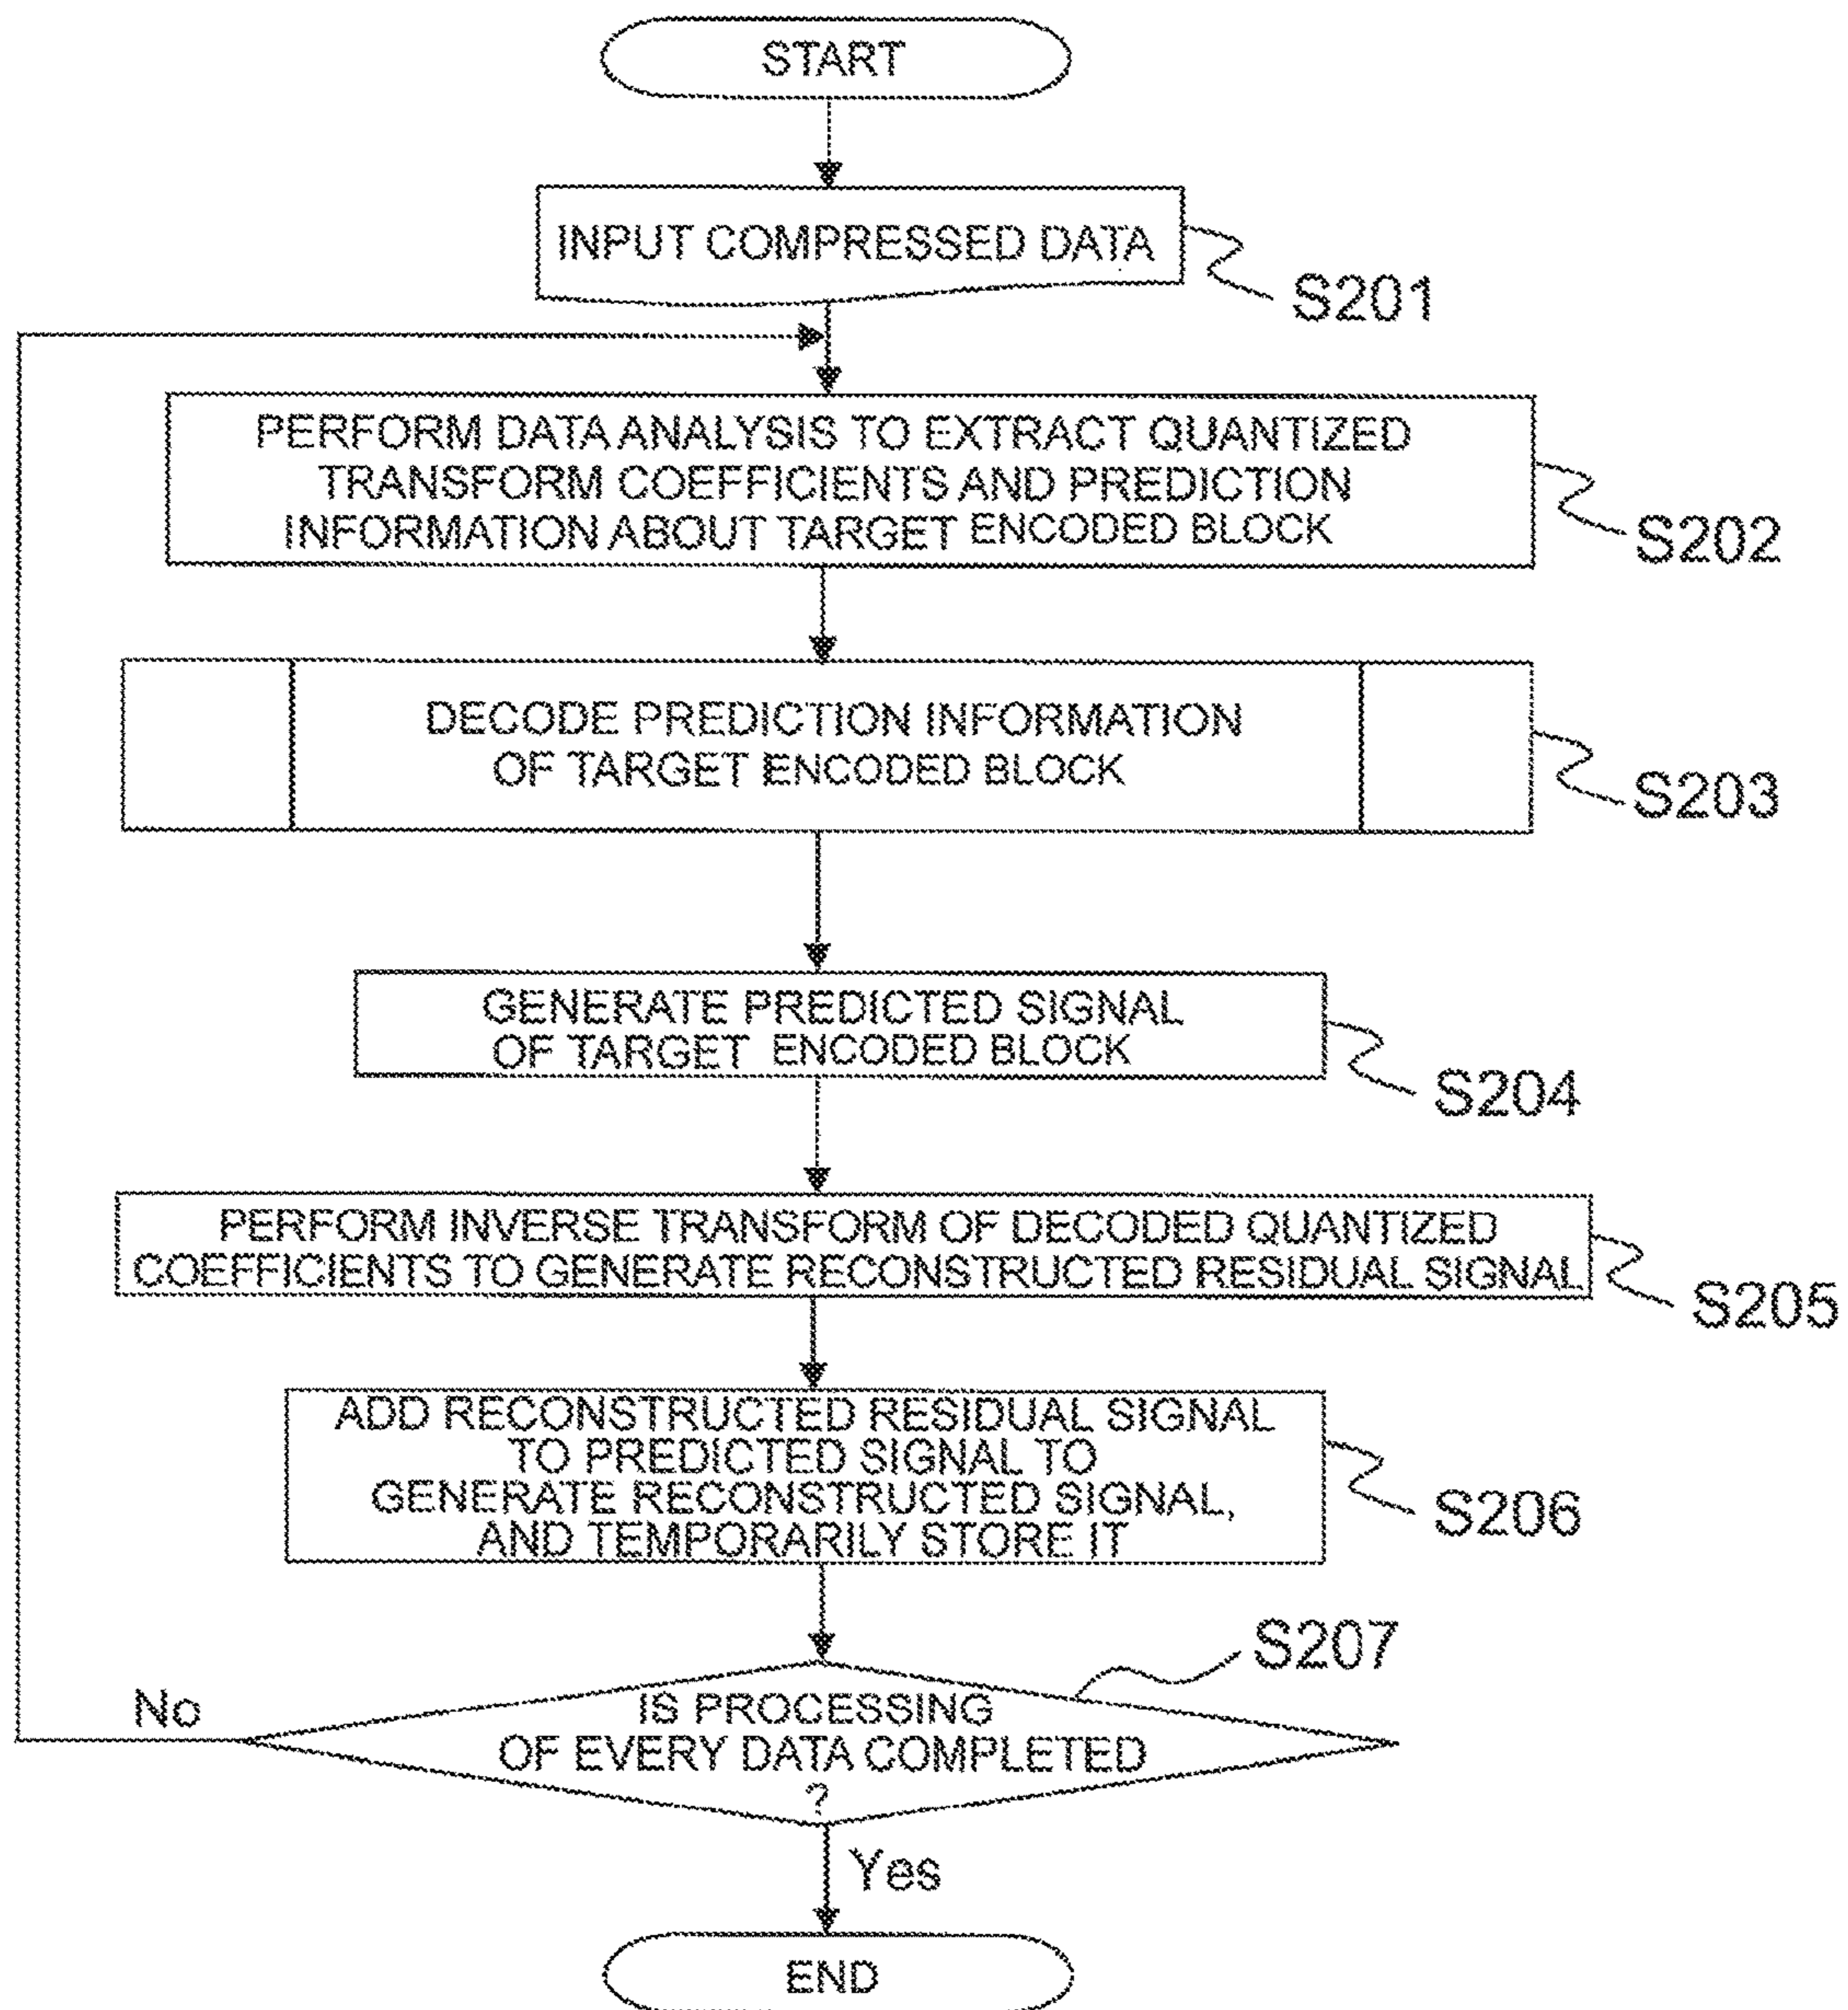 START
INPUT COMPRESSED DATA
S201
PERFORM DATA ANALYSIS TO EXTRACT QUANTIZED
TRANSFORM COEFFICIENTS AND PREDICTION
INFORMATION ABOUT TARGET ENCODED BLOCK
S202
DECODE PREDICTION INFORMATION
OF TARGET ENCODED BLOCK
S203
GENERATE PREDICTED SIGNAL
OF TARGET ENCODED BLOCK
S204
PERFORM INVERSE TRANSFORM OF DECODED QUANTIZED
COEFFICIENTS TO GENERATE RECONSTRUCTED RESIDUAL SIGNAL
S205
ADD RECONSTRUCTED RESIDUAL SIGNAL
TO PREDICTED SIGNAL TO
GENERATE RECONSTRUCTED SIGNAL,
AND TEMPORARILY STORE IT
S206
S207
No
IS PROCESSING
OF EVERY DATA COMPLETED
?
Yes
END